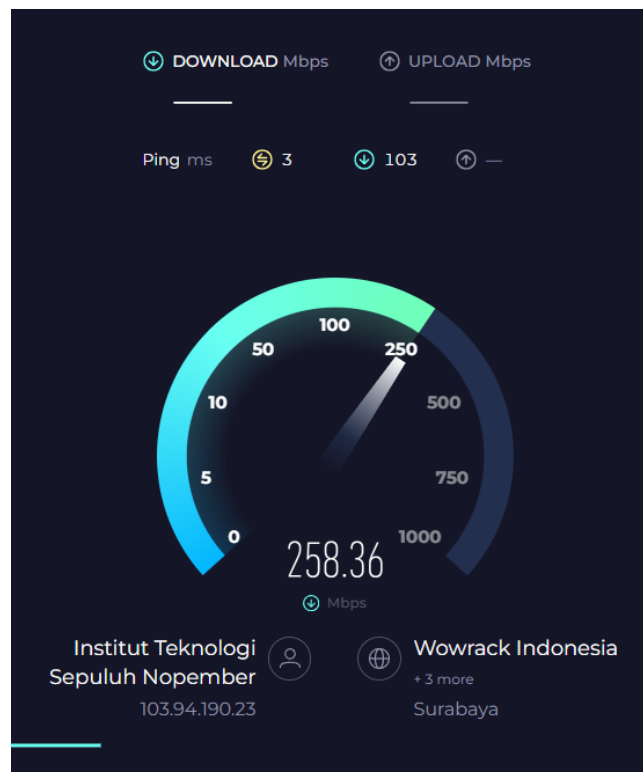 DOWNLOAD Mbps
UPLOAD Mbps
Ping ms 3 103 —
100
50
250
10
500
5
750
0
1000
258.36
Mbps
Institut Teknologi
Sepuluh Nopember
103.94.190.23
Wowrack Indonesia
+ 3 more
Surabaya